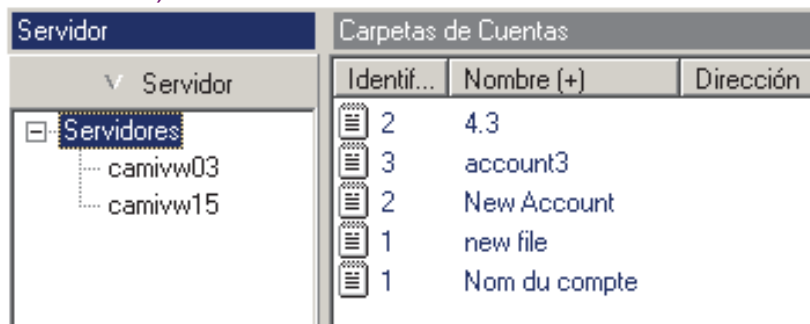 Servidor
Servidor
Servidores
camivw03
camivw15
Carpetas de Cuentas
Identif... Nombre (+) Dirección
2 4.3
3 account3
2 New Account
1 new file
1 Nom du compte